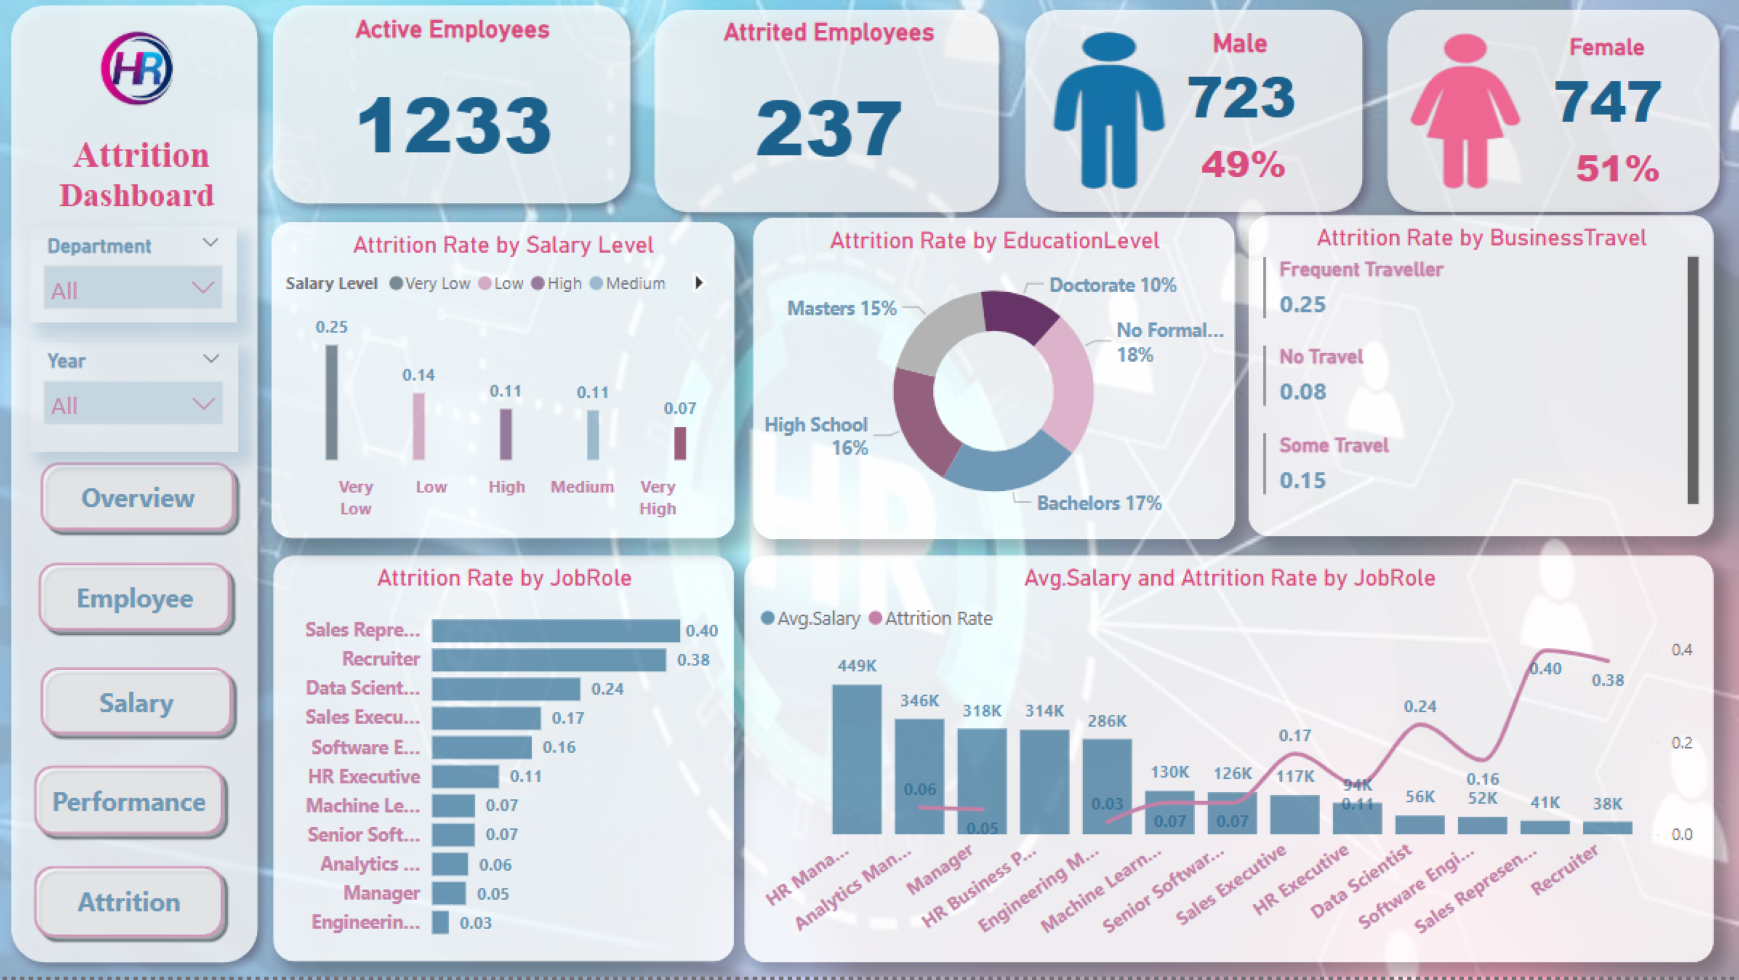 HR
Attrition
Dashboard
Department
All
Year
All
Overview
Employee
Salary
Performance
Attrition
Active Employees
1233
Attrited Employees
237
Male
723
49%
Female
747
51%
Attrition Rate by Salary Level
Salary Level Very Low Low High Medium
0.25
0.14
0.11
0.11
0.07
Very
Low
Low
High
Medium
Very
High
Attrition Rate by EducationLevel
Doctorate 10%
No Formal...
18%
Bachelors 17%
High School
16%
Masters 15%
Attrition Rate by BusinessTravel
Frequent Traveller
0.25
No Travel
0.08
Some Travel
0.15
HR
Attrition Rate by JobRole
Sales Repre... 0.40
Recruiter 0.38
Data Scient... 0.24
Sales Execu... 0.17
Software E... 0.16
HR Executive 0.11
Machine Le... 0.07
Senior Soft... 0.07
Analytics ... 0.06
Manager 0.05
Engineerin... 0.03
Avg.Salary and Attrition Rate by JobRole
Avg.Salary Attrition Rate
449K
346K
318K
314K
286K
130K
126K
117K
94K
56K
52K
41K
38K
0.06
0.05
0.03
0.07
0.07
0.17
0.11
0.24
0.16
0.40
0.38
0.4
0.2
0.0
HR Mana...
Analytics Man...
Manager
HR Business P...
Engineering M...
Machine Learn...
Senior Softwar...
Sales Executive
HR Executive
Data Scientist
Software Engi...
Sales Represen...
Recruiter